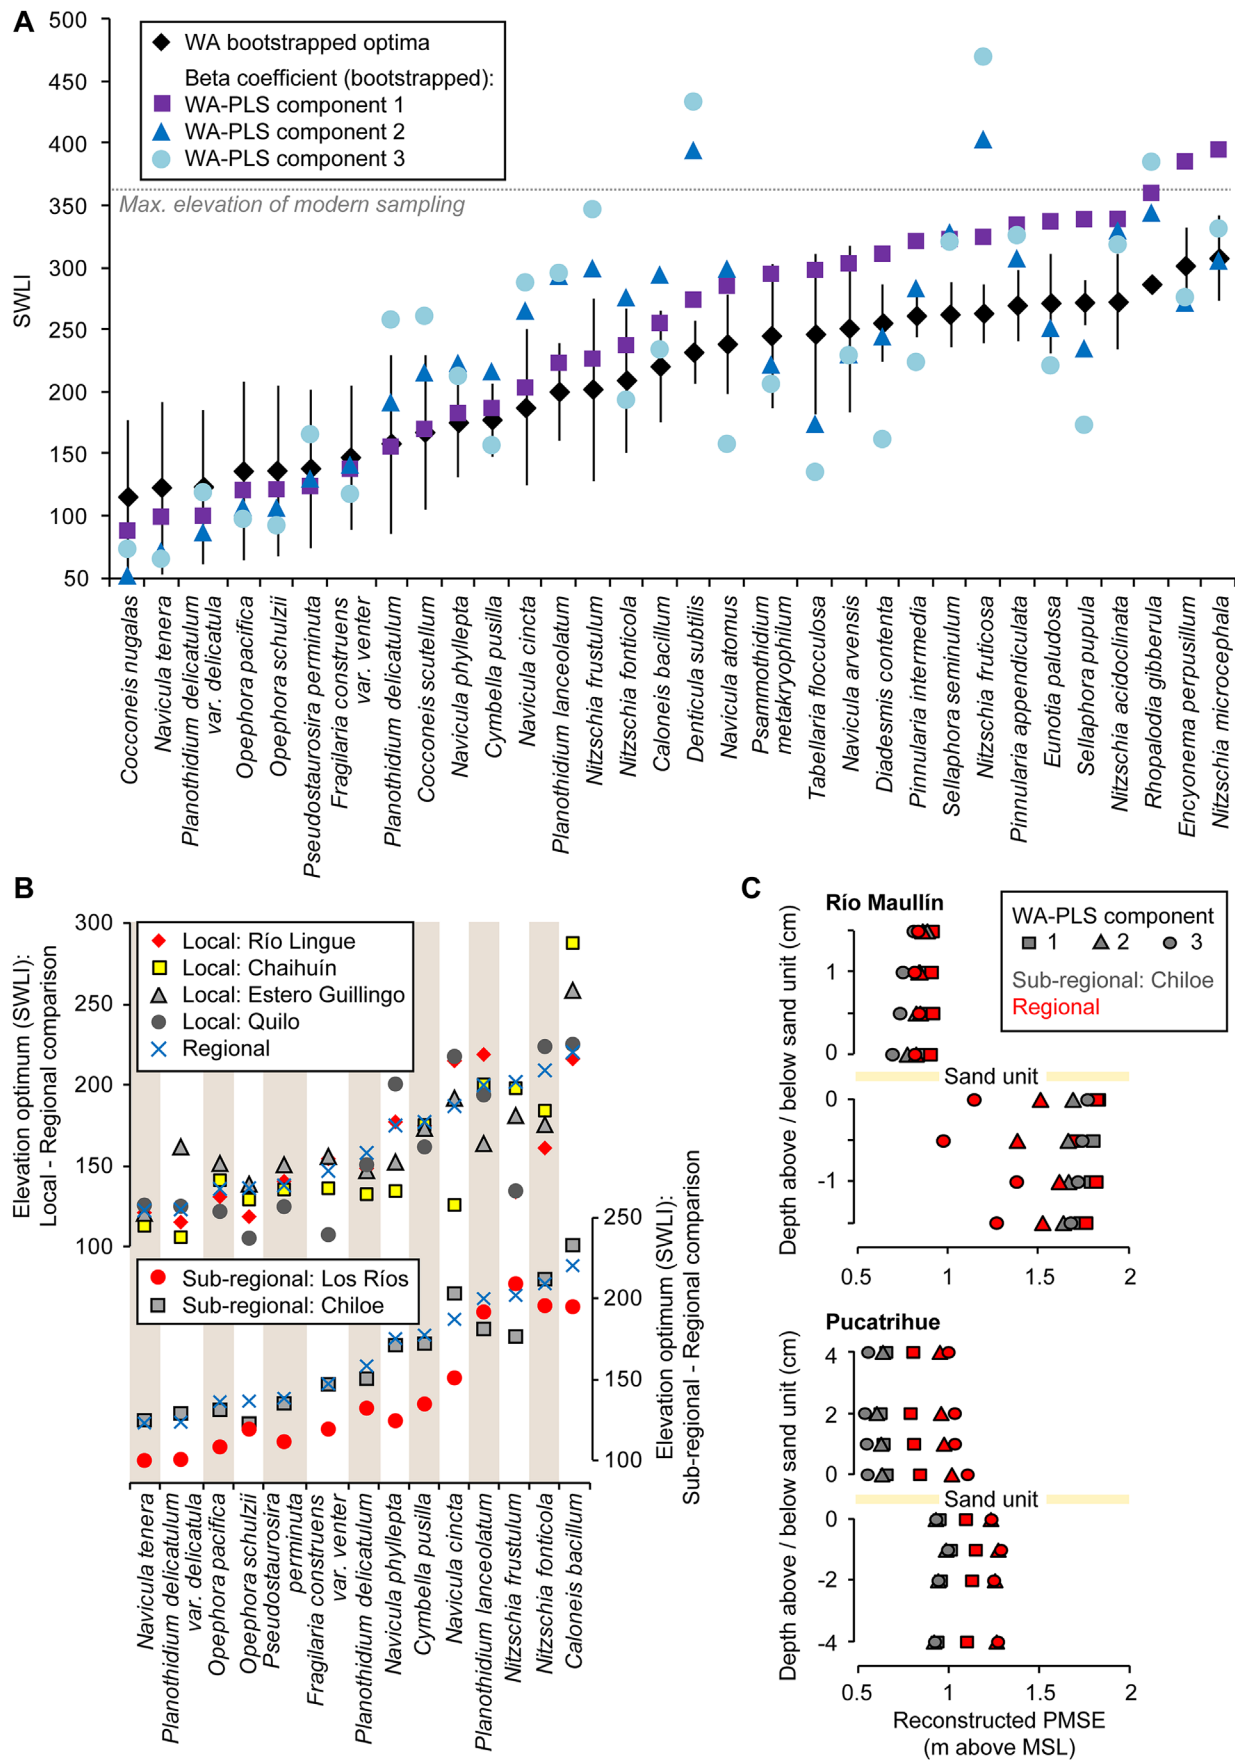 A
500
450
400
350
300
250
200
150
100
50
SWLI
WA bootstrapped optima
Beta coefficient (bootstrapped):
WA-PLS component 1
WA-PLS component 2
WA-PLS component 3
Max. elevation of modern sampling
Cocconeis nugalas
Navicula tenera
Planothidium delicatulum
var. delicatula
Opephora pacifica
Opephora schulzii
Pseudostaurosira perminuta
Fragilaria construens
var. venter
Planothidium delicatulum
Cocconeis scutellum
Navicula phyllepta
Cymbella pusilla
Navicula cincta
Planothidium lanceolatum
Nitzschia frustulum
Nitzschia fonticola
Caloneis bacillum
Denticula subtilis
Navicula atomus
Psammothidium
metakryophilum
Tabellaria flocculosa
Navicula arvensis
Diadesmis contenta
Pinnularia intermedia
Sellaphora seminulum
Nitzschia fruticosa
Pinnularia appendiculata
Eunotia paludosa
Sellaphora pupula
Nitzschia acidoclinata
Rhopalodia gibberula
Encyonema perpusillum
Nitzschia microcephala
B
Elevation optimum (SWLI):
Local - Regional comparison
300
250
200
150
100
Local: Río Lingue
Local: Chaihuín
Local: Estero Guillingo
Local: Quilo
Regional
Sub-regional: Los Ríos
Sub-regional: Chiloe
250
200
150
100
Elevation optimum (SWLI):
Sub-regional - Regional comparison
Navicula tenera
Planothidium delicatulum
var. delicatula
Opephora pacifica
Opephora schulzii
Pseudostaurosira
perminuta
Fragilaria construens
var. venter
Planothidium delicatulum
Navicula phyllepta
Cymbella pusilla
Navicula cincta
Planothidium lanceolatum
Nitzschia frustulum
Nitzschia fonticola
Caloneis bacillum
C
Río Maullín
WA-PLS component
1 2 3
Sub-regional: Chiloe
Regional
Depth above / below sand unit (cm)
1
0
Sand unit
0
-1
0.5 1 1.5 2
Pucatrihue
Depth above / below sand unit (cm)
4
2
0
Sand unit
0
-2
-4
0.5 1 1.5 2
Reconstructed PMSE
(m above MSL)